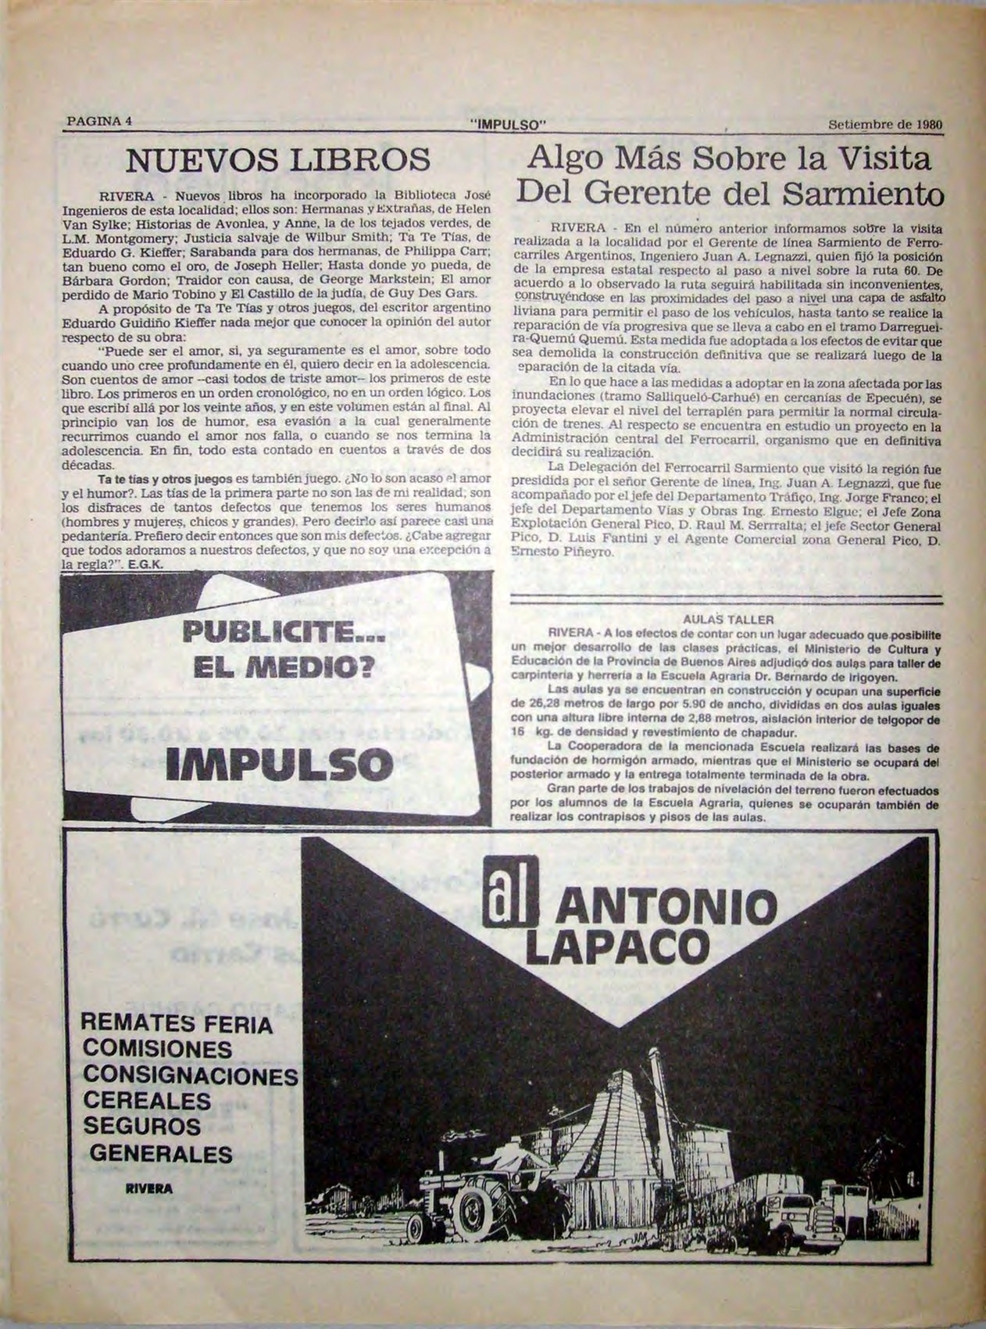 PAGINA 4
"IMPULSO"
Setiembre de 1980
NUEVOS LIBROS
RIVERA - Nuevos libros ha incorporado la Biblioteca José
Ingenieros de esta localidad; ellos son: Hermanas y Extrañas, de Helen
Van Sylke; Historias de Avonlea, y Anne, la de los tejados verdes, de
L.M. Montgomery; Justicia salvaje de Wilbur Smith; Ta Te Tías, de
Eduardo G. Kieffer; Sarabanda para dos hermanas, de Philippa Carr;
tan bueno como el oro, de Joseph Heller; Hasta donde yo pueda, de
Bárbara Gordon; Traidor con causa, de George Markstein; El amor
perdido de Mario Tobino y El Castillo de la judía, de Guy Des Gars.
A propósito de Ta Te Tías y otros juegos, del escritor argentino
Eduardo Guidiño Kieffer nada mejor que conocer la opinión del autor
respecto de su obra:
"Puede ser el amor, si, ya seguramente es el amor, sobre todo
cuando uno cree profundamente en él, quiero decir en la adolescencia.
Son cuentos de amor --casi todos de triste amor-- los primeros de este
libro. Los primeros en un orden cronológico, no en un orden lógico. Los
que escribí allá por los veinte años, y en este volumen están al final. Al
principio van los de humor, esa evasión a la cual generalmente
recurrimos cuando el amor nos falla, o cuando se nos termina la
adolescencia. En fin, todo esta contado en cuentos a través de dos
décadas.
Ta te tías y otros juegos es también juego. ¿No lo son acaso el amor
y el humor?. Las tías de la primera parte no son las de mi realidad; son
los disfraces de tantos defectos que tenemos los seres humanos
(hombres y mujeres, chicos y grandes). Pero decirlo así parece casi una
pedantería. Prefiero decir entonces que son mis defectos. ¿Cabe agregar
que todos adoramos a nuestros defectos, y que no soy una excepción a
la regla?". E.G.K.
PUBLICITE...
EL MEDIO?
IMPULSO
Algo Más Sobre la Visita
Del Gerente del Sarmiento
RIVERA - En el número anterior informamos sobre la visita
realizada a la localidad por el Gerente de línea Sarmiento de Ferro-
carriles Argentinos, Ingeniero Juan A. Legnazzi, quien fijó la posición
de la empresa estatal respecto al paso a nivel sobre la ruta 60. De
acuerdo a lo observado la ruta seguirá habilitada sin inconvenientes,
construyéndose en las proximidades del paso a nivel una capa de asfalto
liviana para permitir el paso de los vehículos, hasta tanto se realice la
reparación de vía progresiva que se lleva a cabo en el tramo Darreguei-
ra-Quemú Quemú. Esta medida fue adoptada a los efectos de evitar que
sea demolida la construcción definitiva que se realizará luego de la
eparación de la citada vía.
En lo que hace a las medidas a adoptar en la zona afectada por las
inundaciones (tramo Salliqueló-Carhué) en cercanías de Epecuén), se
proyecta elevar el nivel del terraplén para permitir la normal circula-
ción de trenes. Al respecto se encuentra en estudio un proyecto en la
Administración central del Ferrocarril, organismo que en definitiva
decidirá su realización.
La Delegación del Ferrocarril Sarmiento que visitó la región fue
presidida por el señor Gerente de línea, Ing. Juan A. Legnazzi, que fue
acompañado por el jefe del Departamento Tráfico, Ing. Jorge Franco; el
jefe del Departamento Vías y Obras Ing. Ernesto Elgue; el Jefe Zona
Explotación General Pico, D. Raul M. Serrralta; el jefe Sector General
Pico, D. Luis Fantini y el Agente Comercial zona General Pico, D.
Ernesto Piñeyro.
AULAS TALLER
RIVERA - A los efectos de contar con un lugar adecuado que posibilite
un mejor desarrollo de las clases prácticas, el Ministerio de Cultura y
Educación de la Provincia de Buenos Aires adjudicó dos aulas para taller de
carpintería y herrería a la Escuela Agraria Dr. Bernardo de Irigoyen.
Las aulas ya se encuentran en construcción y ocupan una superficie
de 26,28 metros de largo por 5.90 de ancho, divididas en dos aulas iguales
con una altura libre interna de 2,88 metros, aislación interior de telgopor de
16 kg. de densidad y revestimiento de chapadur.
La Cooperadora de la mencionada Escuela realizará las bases de
fundación de hormigón armado, mientras que el Ministerio se ocupará del
posterior armado y la entrega totalmente terminada de la obra.
Gran parte de los trabajos de nivelación del terreno fueron efectuados
por los alumnos de la Escuela Agraria, quienes se ocuparán también de
realizar los contrapisos y pisos de las aulas.
al ANTONIO
LAPACO
REMATES FERIA
COMISIONES
CONSIGNACIONES
CEREALES
SEGUROS
GENERALES
RIVERA